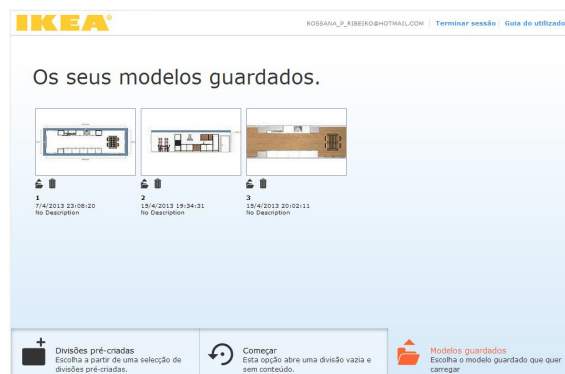 IKEA®
ROSSANA_P_RIBEIRO@HOTMAIL.COM | Terminar sessão | Guia do utilizado
Os seus modelos guardados.
1
7/4/2013 23:08:20
No Description
2
15/4/2013 19:34:31
No Description
3
15/4/2013 20:02:11
No Description
Divisões pré-criadas
Escolha a partir de uma selecção de
divisões pré-criadas.
Começar
Esta opção abre uma divisão vazia e
sem conteúdo.
Modelos guardados
Escolha o modelo guardado que quer
carregar